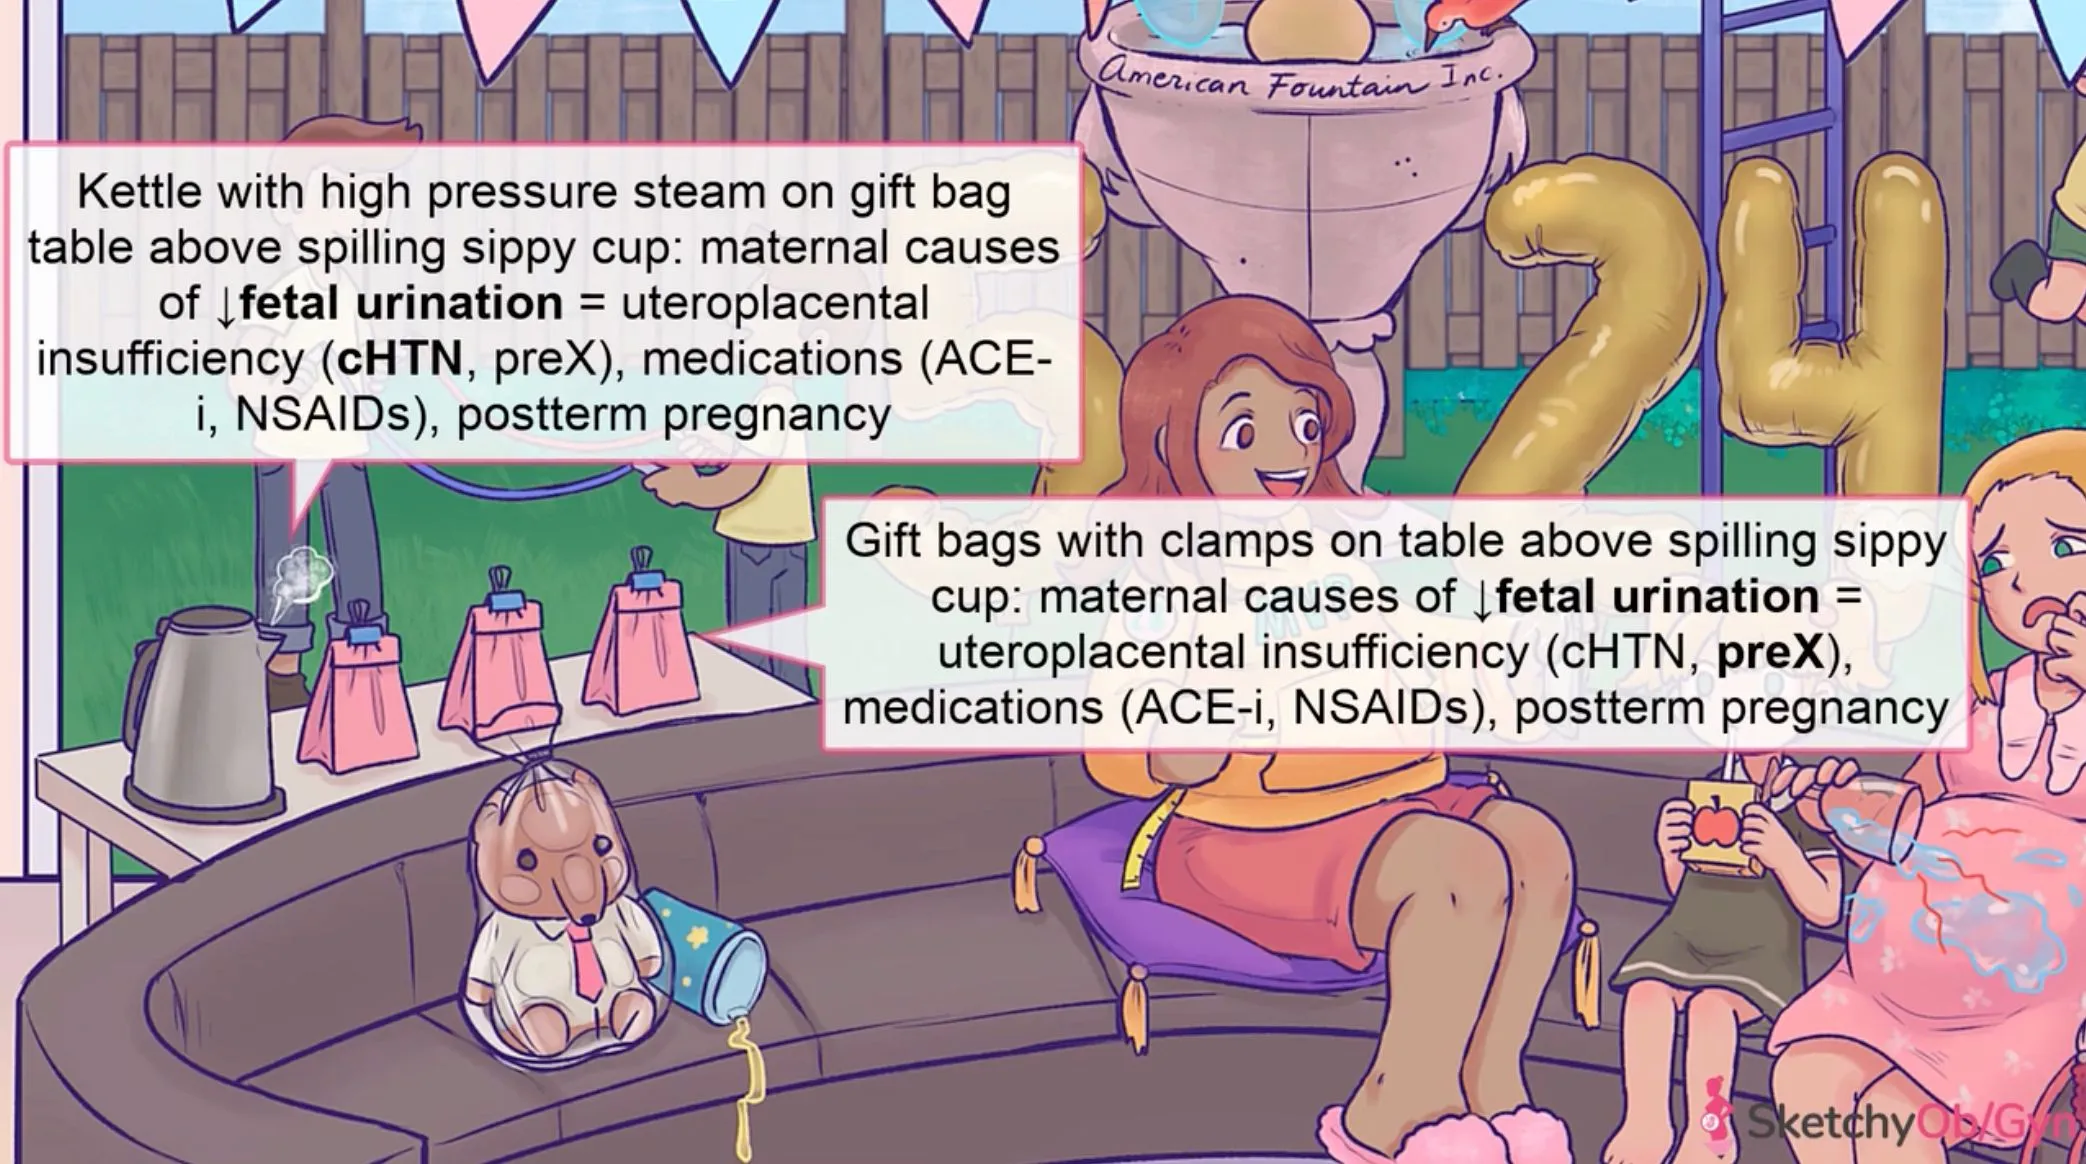 American Fountain Inc.
Kettle with high pressure steam on gift bag
table above spilling sippy cup: maternal causes
of ↓fetal urination = uteroplacental
insufficiency (cHTN, preX), medications (ACE-
i, NSAIDs), postterm pregnancy
24
Gift bags with clamps on table above spilling sippy
cup: maternal causes of ↓fetal urination =
uteroplacental insufficiency (cHTN, preX),
medications (ACE-i, NSAIDs), postterm pregnancy
SketchyOb/Gyn